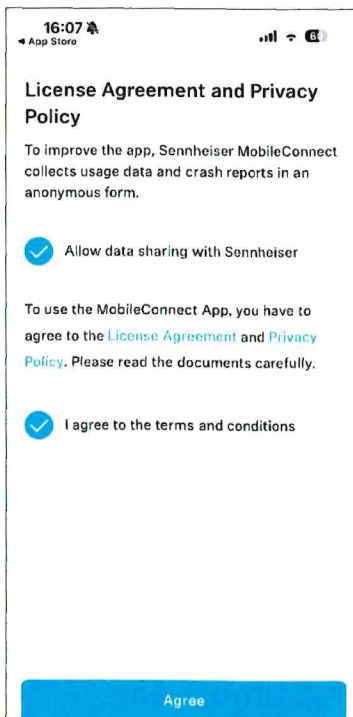 16:07
◀ App Store
License Agreement and Privacy
Policy
To improve the app, Sennheiser MobileConnect
collects usage data and crash reports in an
anonymous form.
Allow data sharing with Sennheiser
To use the MobileConnect App, you have to
agree to the License Agreement and Privacy
Policy. Please read the documents carefully.
I agree to the terms and conditions
Agree